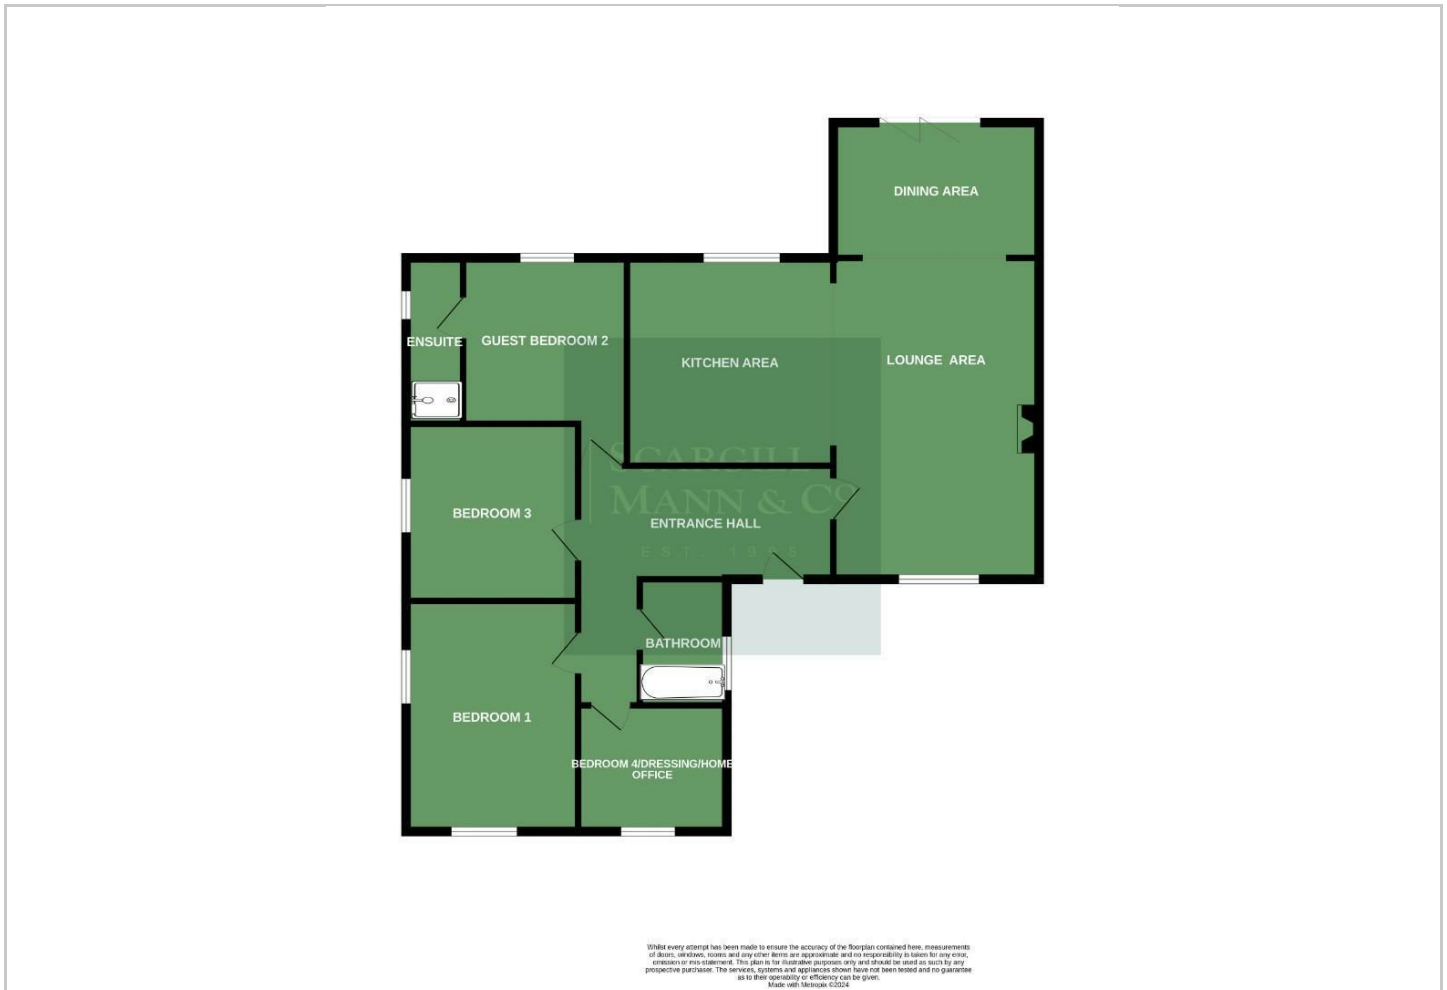 DINING AREA
ENSUITE
GUEST BEDROOM 2
KITCHEN AREA
LOUNGE AREA
SCARGILL
MANN & CO
EST. 1995
BEDROOM 3
ENTRANCE HALL
BATHROOM
BEDROOM 1
BEDROOM 4/DRESSING/HOME
OFFICE
Whilst every attempt has been made to ensure the accuracy of the floorplan contained here, measurements
of doors, windows, rooms and any other items are approximate and no responsibility is taken for any error,
omission or mis-statement. This plan is for illustrative purposes only and should be used as such by any
prospective purchaser. The services, systems and appliances shown have not been tested and no guarantee
as to their operability or efficiency can be given.
Made with Metropix ©2024